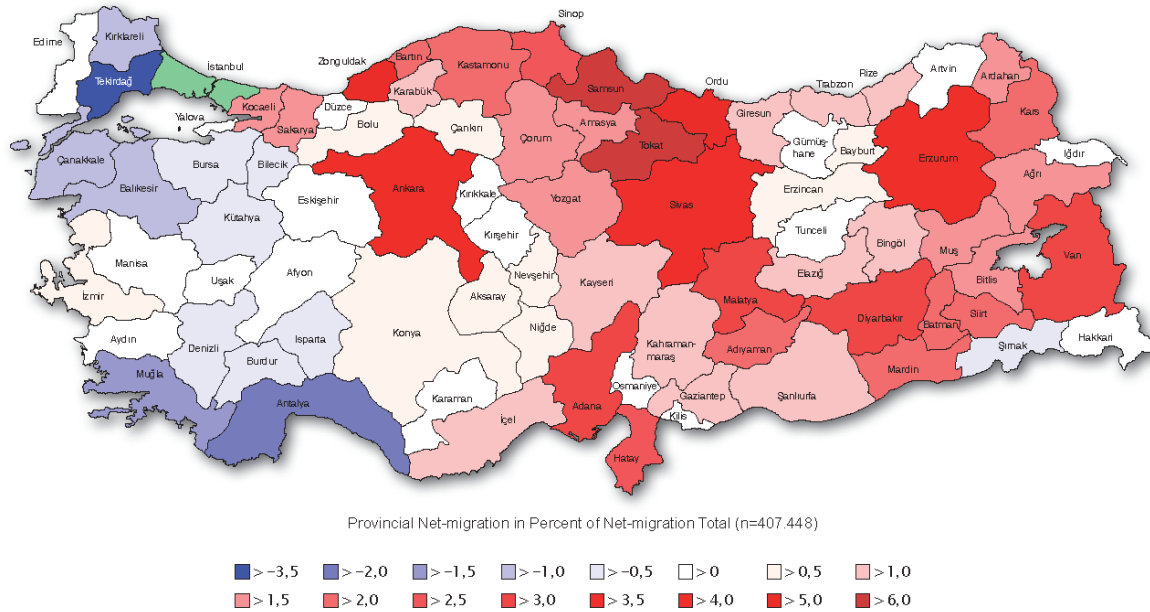 Sinop
Edirne
Kırklareli
Tekirdağ
İstanbul
Zonguldak
Bartın
Kastamonu
Samsun
Ordu
Trabzon
Rize
Artvin
Ardahan
Kars
Yalova
Kocaeli
Sakarya
Düzce
Karabük
Bolu
Çankırı
Çorum
Amasya
Tokat
Giresun
Gümüş-
hane
Bayburt
Erzurum
Iğdır
Ağrı
Çanakkale
Balıkesir
Bursa
Bilecik
Eskişehir
Ankara
Kırıkkale
Yozgat
Sivas
Erzincan
Tunceli
Bingöl
Muş
Van
Kütahya
Manisa
Uşak
Afyon
Kırşehir
Nevşehir
Kayseri
Malatya
Elazığ
Diyarbakır
Bitlis
Siirt
Batman
İzmir
Aydın
Denizli
Isparta
Burdur
Konya
Aksaray
Niğde
Kahraman-
maraş
Adıyaman
Mardin
Şırnak
Hakkari
Muğla
Antalya
Karaman
İçel
Adana
Osmaniye
Gaziantep
Şanlıurfa
Kilis
Hatay
Provincial Net-migration in Percent of Net-migration Total (n=407.448)
> −3,5 > −2,0 > −1,5 > −1,0 > −0,5 > 0 > 0,5 > 1,0
> 1,5 > 2,0 > 2,5 > 3,0 > 3,5 > 4,0 > 5,0 > 6,0